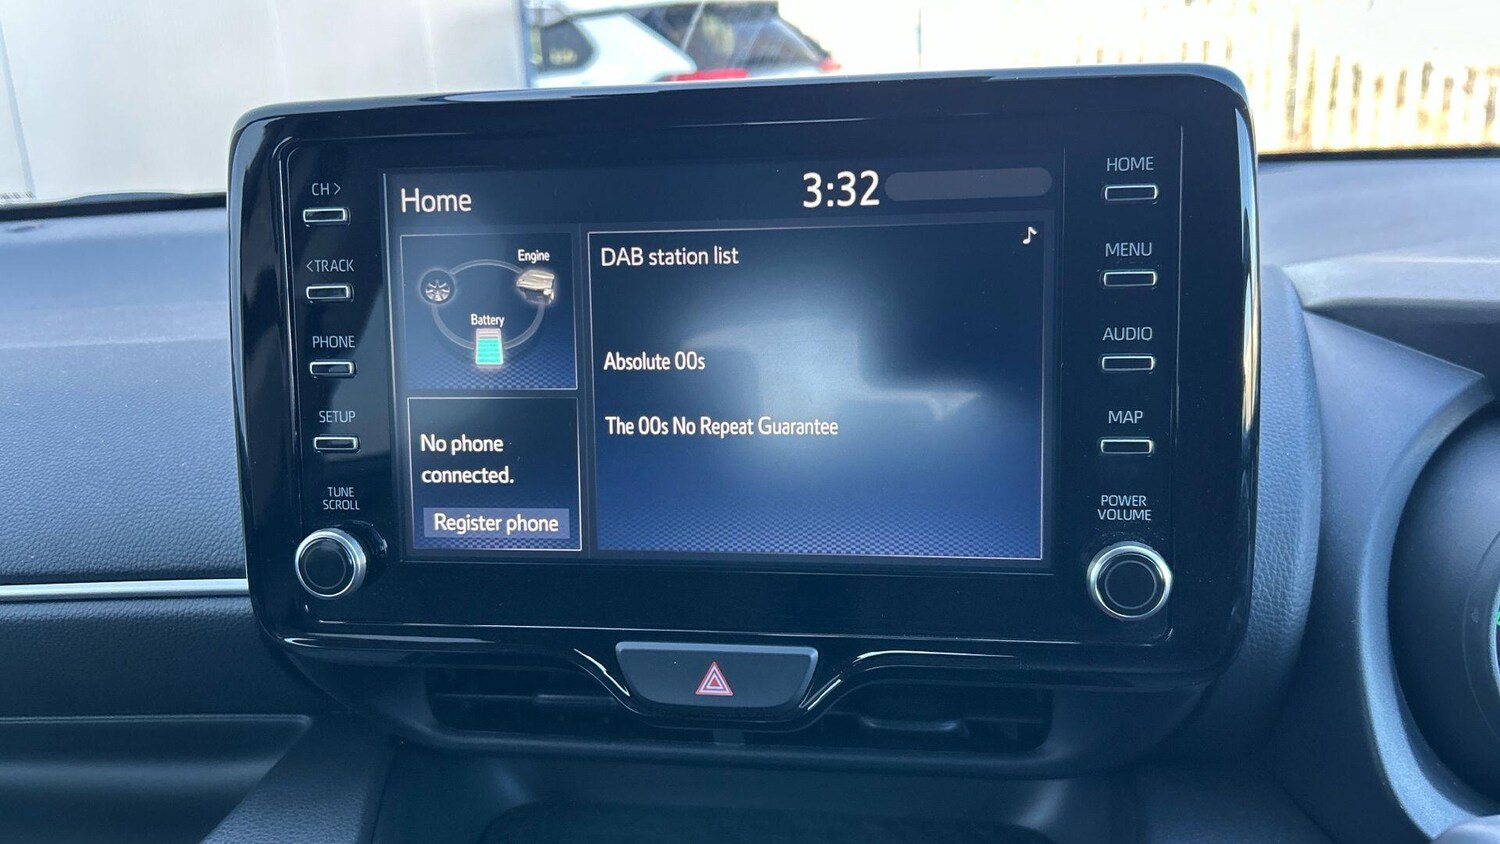 CH >
< TRACK
PHONE
SETUP
TUNE
SCROLL
Home
3:32
Engine
Battery
No phone
connected.
Register phone
DAB station list
Absolute 00s
The 00s No Repeat Guarantee
HOME
MENU
AUDIO
MAP
POWER
VOLUME